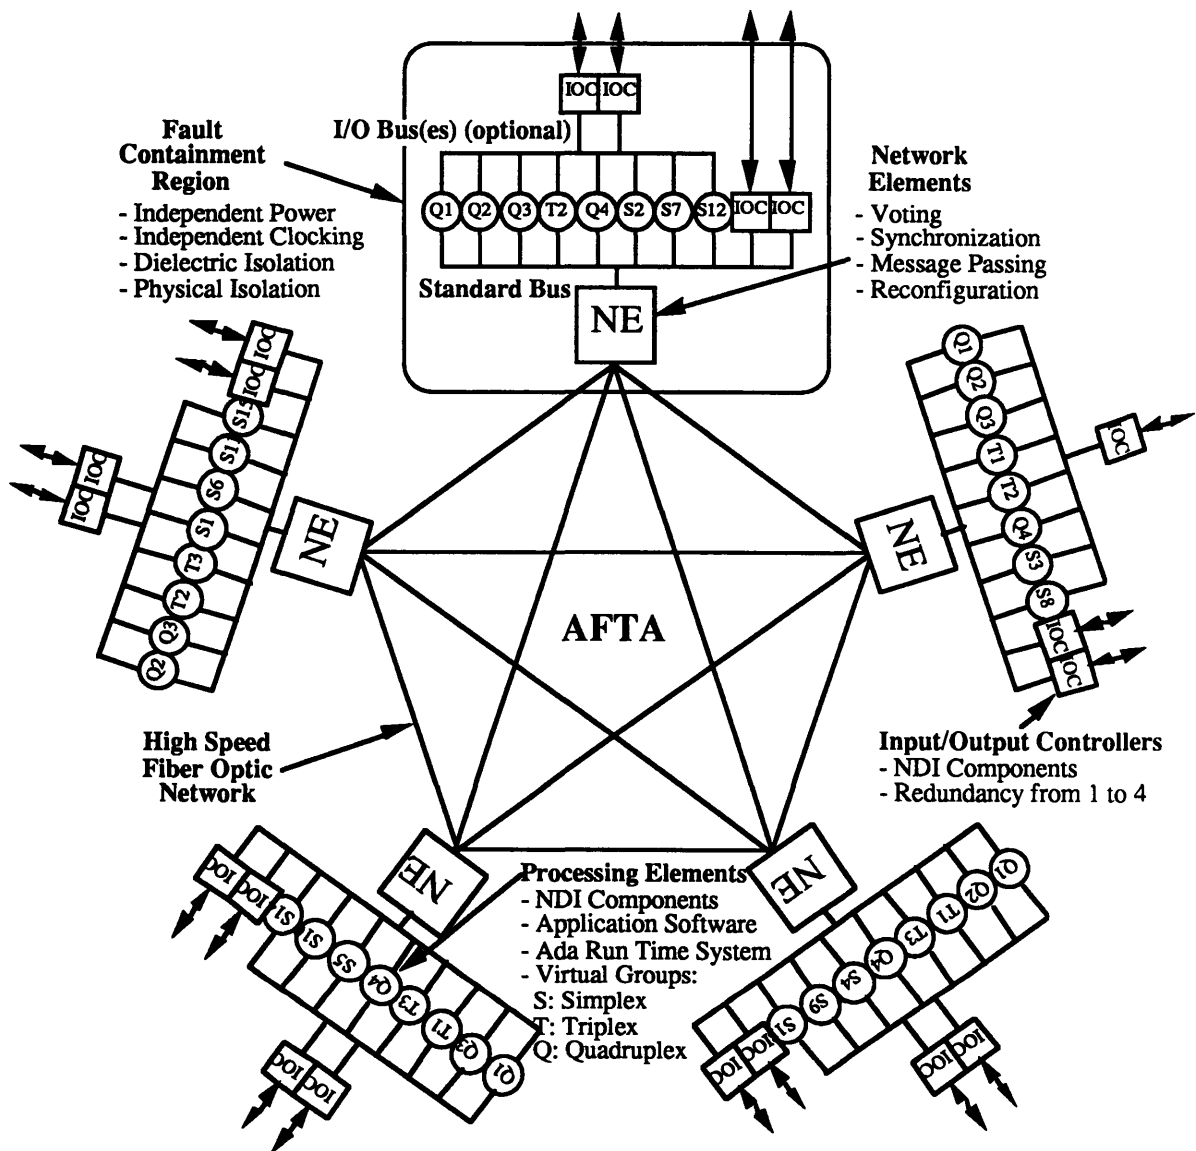 IOC IOC
I/O Bus(es) (optional)
Fault
Containment
Region
- Independent Power
- Independent Clocking
- Dielectric Isolation
- Physical Isolation
Q1 Q2 Q3 T2 Q4 S2 S7 S12 IOC IOC
Standard Bus
NE
Network
Elements
- Voting
- Synchronization
- Message Passing
- Reconfiguration
IOC
IOC
S15
S1
S6
S1
T3
T2
Q3
Q2
IOC
IOC
NE
Q1
Q2
Q3
T1
T2
Q4
S3
S8
IOC
IOC
IOC
NE
AFTA
High Speed
Fiber Optic
Network
Input/Output Controllers
- NDI Components
- Redundancy from 1 to 4
NE
IOC
IOC
S1
S1
S5
Q4
T3
T1
Q3
Q1
IOC
IOC
Processing Elements
- NDI Components
- Application Software
- Ada Run Time System
- Virtual Groups:
S: Simplex
T: Triplex
Q: Quadruplex
NE
Q1
Q2
T1
T3
Q4
S4
S9
S1
IOC
IOC
IOC
IOC